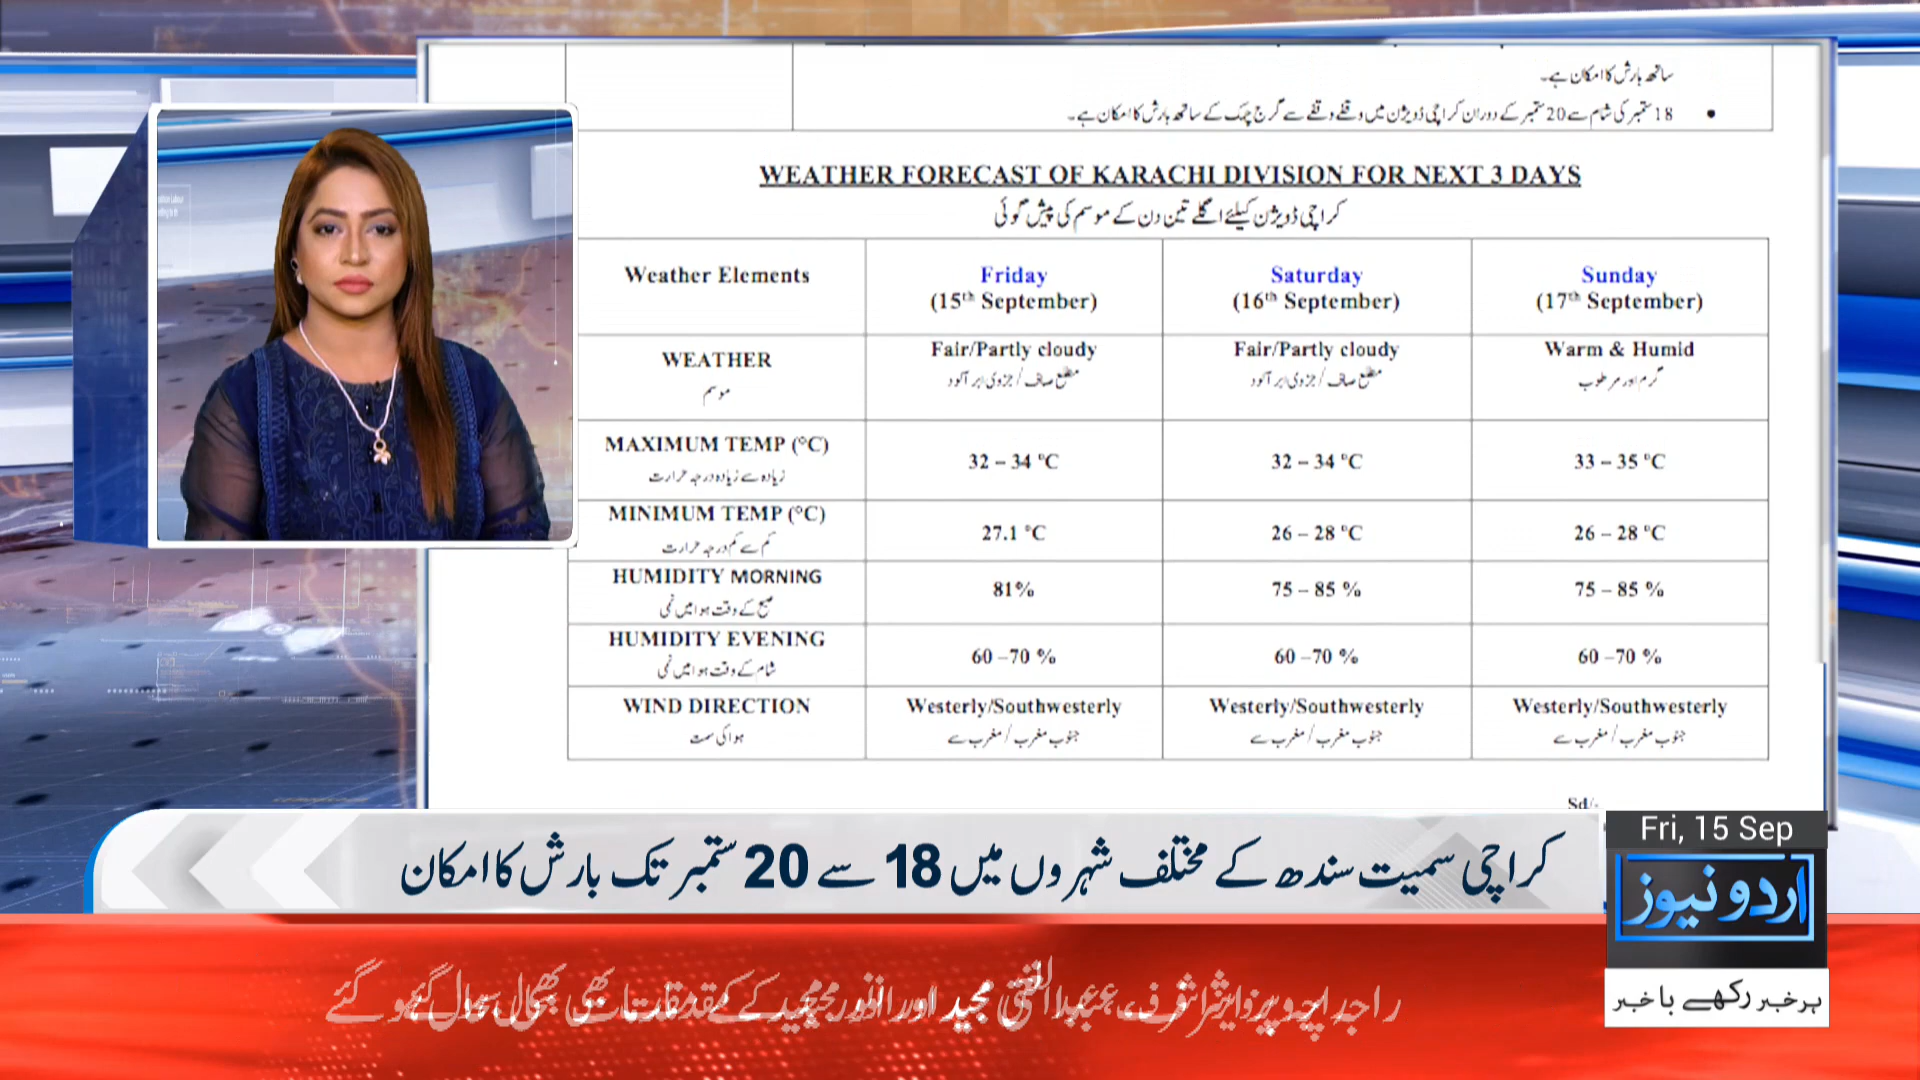 ساتھ بارش کا امکان ہے۔
• 18 ستمبر کی شام سے 20 ستمبر کے دوران کراچی ڈویژن میں وقفے وقفے سے گرج چمک کے ساتھ بارش کا امکان ہے۔
WEATHER FORECAST OF KARACHI DIVISION FOR NEXT 3 DAYS
کراچی ڈویژن کیلئے اگلے تین دن کے موسم کی پیش گوئی
Weather Elements Friday (15th September) Saturday (16th September) Sunday (17th September)
WEATHER Fair/Partly cloudy Fair/Partly cloudy Warm & Humid
موسم مطلع صاف / جزوی ابر آلود مطلع صاف / جزوی ابر آلود گرم اور مرطوب
MAXIMUM TEMP (°C) 32 – 34 °C 32 – 34 °C 33 – 35 °C
زیادہ سے زیادہ درجہ حرارت
MINIMUM TEMP (°C) 27.1 °C 26 – 28 °C 26 – 28 °C
کم سے کم درجہ حرارت
HUMIDITY MORNING 81% 75 – 85 % 75 – 85 %
صبح کے وقت ہوا میں نمی
HUMIDITY EVENING 60 –70 % 60 –70 % 60 –70 %
شام کے وقت ہوا میں نمی
WIND DIRECTION Westerly/Southwesterly Westerly/Southwesterly Westerly/Southwesterly
ہوا کی سمت جنوب مغرب / مغرب سے جنوب مغرب / مغرب سے جنوب مغرب / مغرب سے
Sd/-
کراچی سمیت سندھ کے مختلف شہروں میں 18 سے 20 ستمبر تک بارش کا امکان
Fri, 15 Sep
اردو نیوز
ہر خبر رکھے باخبر